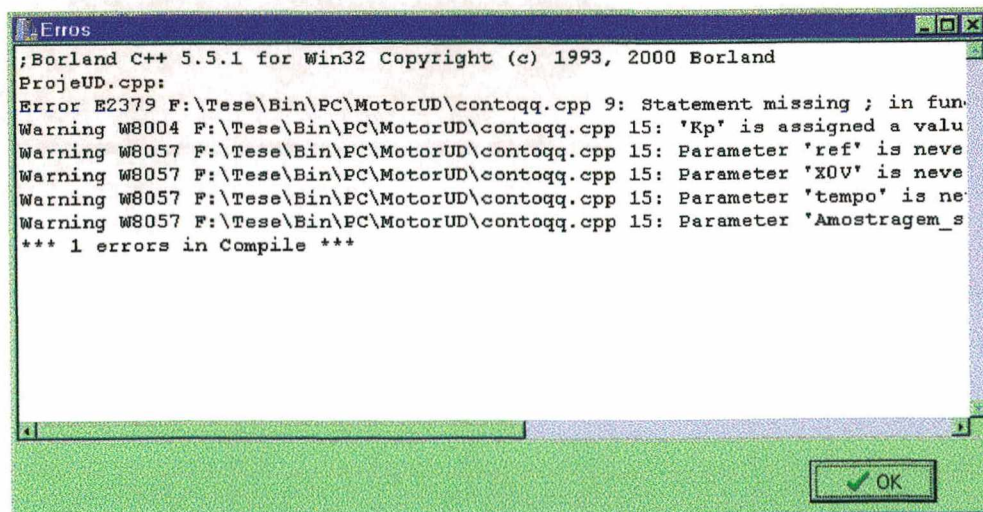 Erros
;Borland C++ 5.5.1 for Win32 Copyright (c) 1993, 2000 Borland
ProjeUD.cpp:
Error E2379 F:\Tese\Bin\PC\MotorUD\contoqq.cpp 9: Statement missing ; in fun
Warning W8004 F:\Tese\Bin\PC\MotorUD\contoqq.cpp 15: 'Kp' is assigned a valu
Warning W8057 F:\Tese\Bin\PC\MotorUD\contoqq.cpp 15: Parameter 'ref' is neve
Warning W8057 F:\Tese\Bin\PC\MotorUD\contoqq.cpp 15: Parameter 'X0V' is neve
Warning W8057 F:\Tese\Bin\PC\MotorUD\contoqq.cpp 15: Parameter 'tempo' is ne
Warning W8057 F:\Tese\Bin\PC\MotorUD\contoqq.cpp 15: Parameter 'Amostragem_s
*** 1 errors in Compile ***
OK